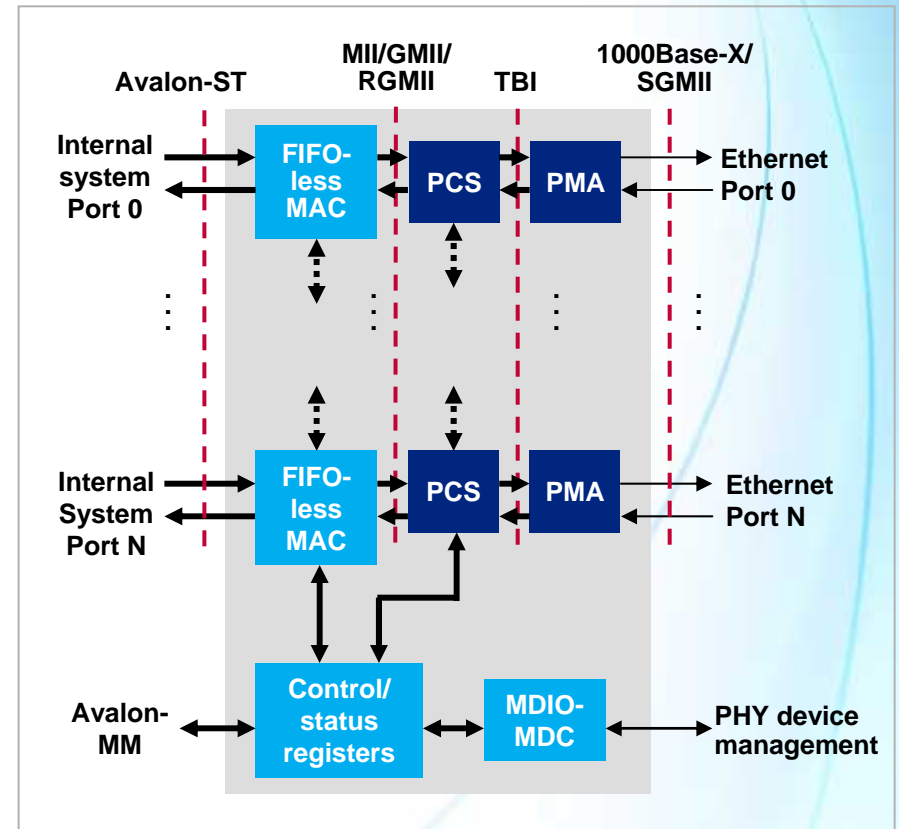 Avalon-ST
MII/GMII/
RGMII
TBI
1000Base-X/
SGMII
Internal
system
Port 0
FIFO-
less
MAC
PCS
PMA
Ethernet
Port 0
Internal
System
Port N
FIFO-
less
MAC
PCS
PMA
Ethernet
Port N
Avalon-
MM
Control/
status
registers
MDIO-
MDC
PHY device
management